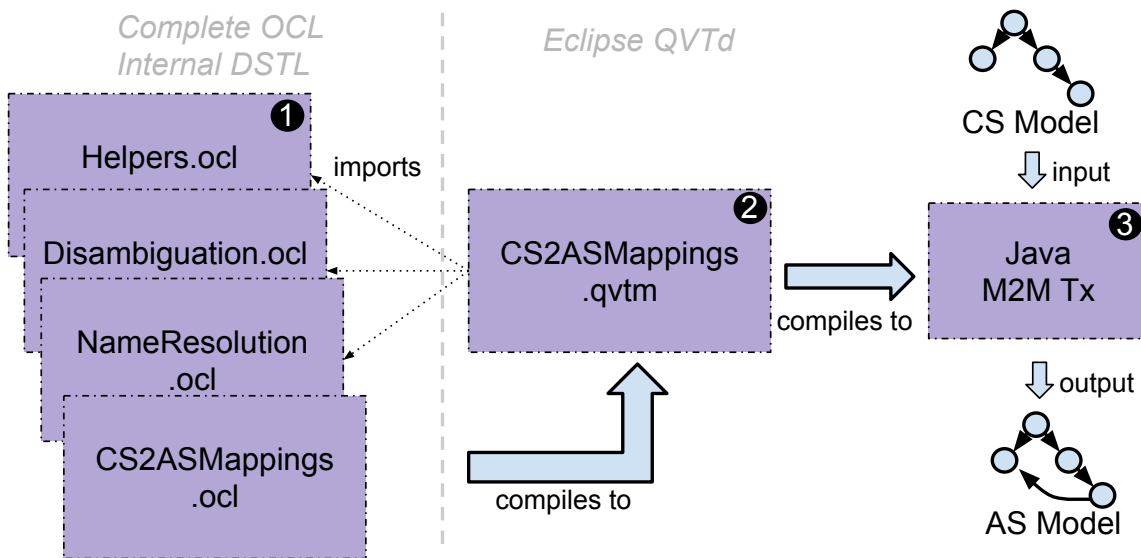 Complete OCL
Internal DSTL
Eclipse QVTd
1
Helpers.ocl
imports
Disambiguation.ocl
NameResolution
.ocl
CS2ASMappings
.ocl
compiles to
2
CS2ASMappings
.qvtm
compiles to
CS Model
input
3
Java
M2M Tx
output
AS Model